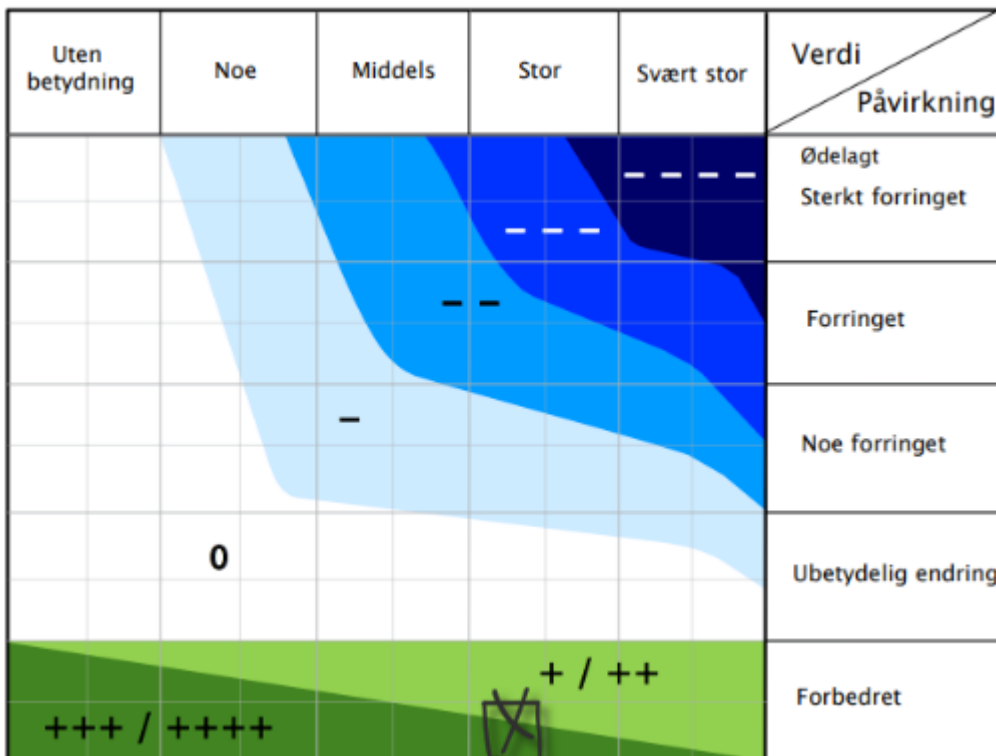 Uten
betydning
Noe
Middels
Stor
Svært stor
Verdi
Påvirkning
Ødelagt
Sterkt forringet
Forringet
Noe forringet
Ubetydelig endring
Forbedret
– – – –
– – –
– –
–
0
+ / ++
+++ / ++++